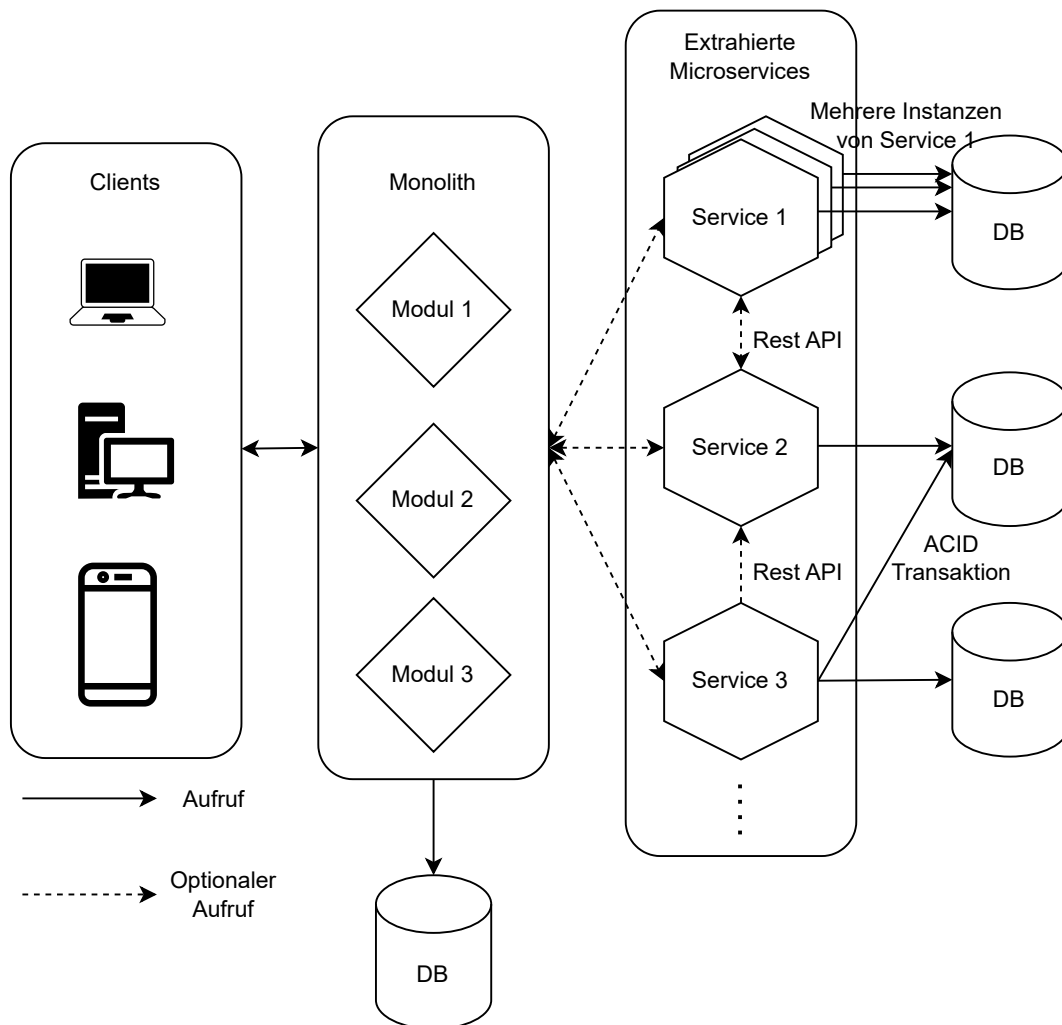 Clients
Monolith
Modul 1
Modul 2
Modul 3
DB
Extrahierte
Microservices
Service 1
Rest API
Service 2
Rest API
Service 3
Mehrere Instanzen
von Service 1
DB
DB
ACID
Transaktion
DB
Aufruf
Optionaler
Aufruf